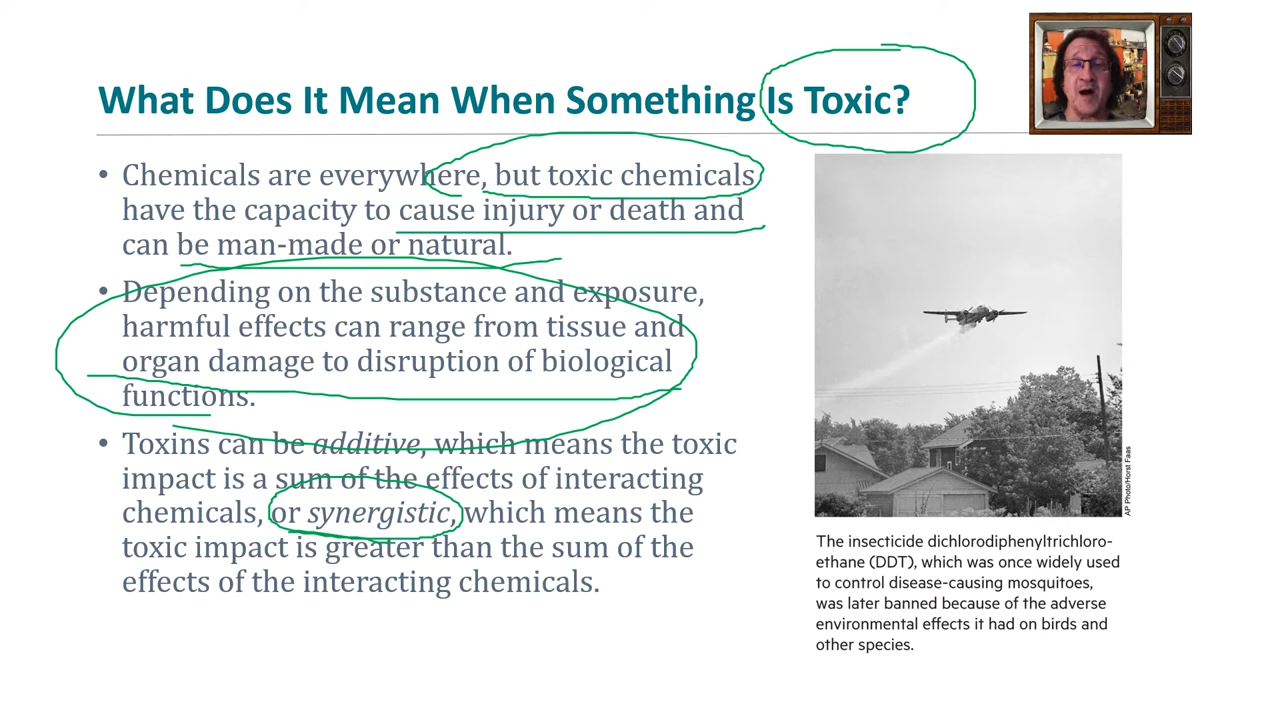 What Does It Mean When Something Is Toxic?
• Chemicals are everywhere, but toxic chemicals
have the capacity to cause injury or death and
can be man-made or natural.
• Depending on the substance and exposure,
harmful effects can range from tissue and
organ damage to disruption of biological
functions.
• Toxins can be additive, which means the toxic
impact is a sum of the effects of interacting
chemicals, or synergistic, which means the
toxic impact is greater than the sum of the
effects of the interacting chemicals.
AP Photo/Horst Faas
The insecticide dichlorodiphenyltrichloro-
ethane (DDT), which was once widely used
to control disease-causing mosquitoes,
was later banned because of the adverse
environmental effects it had on birds and
other species.